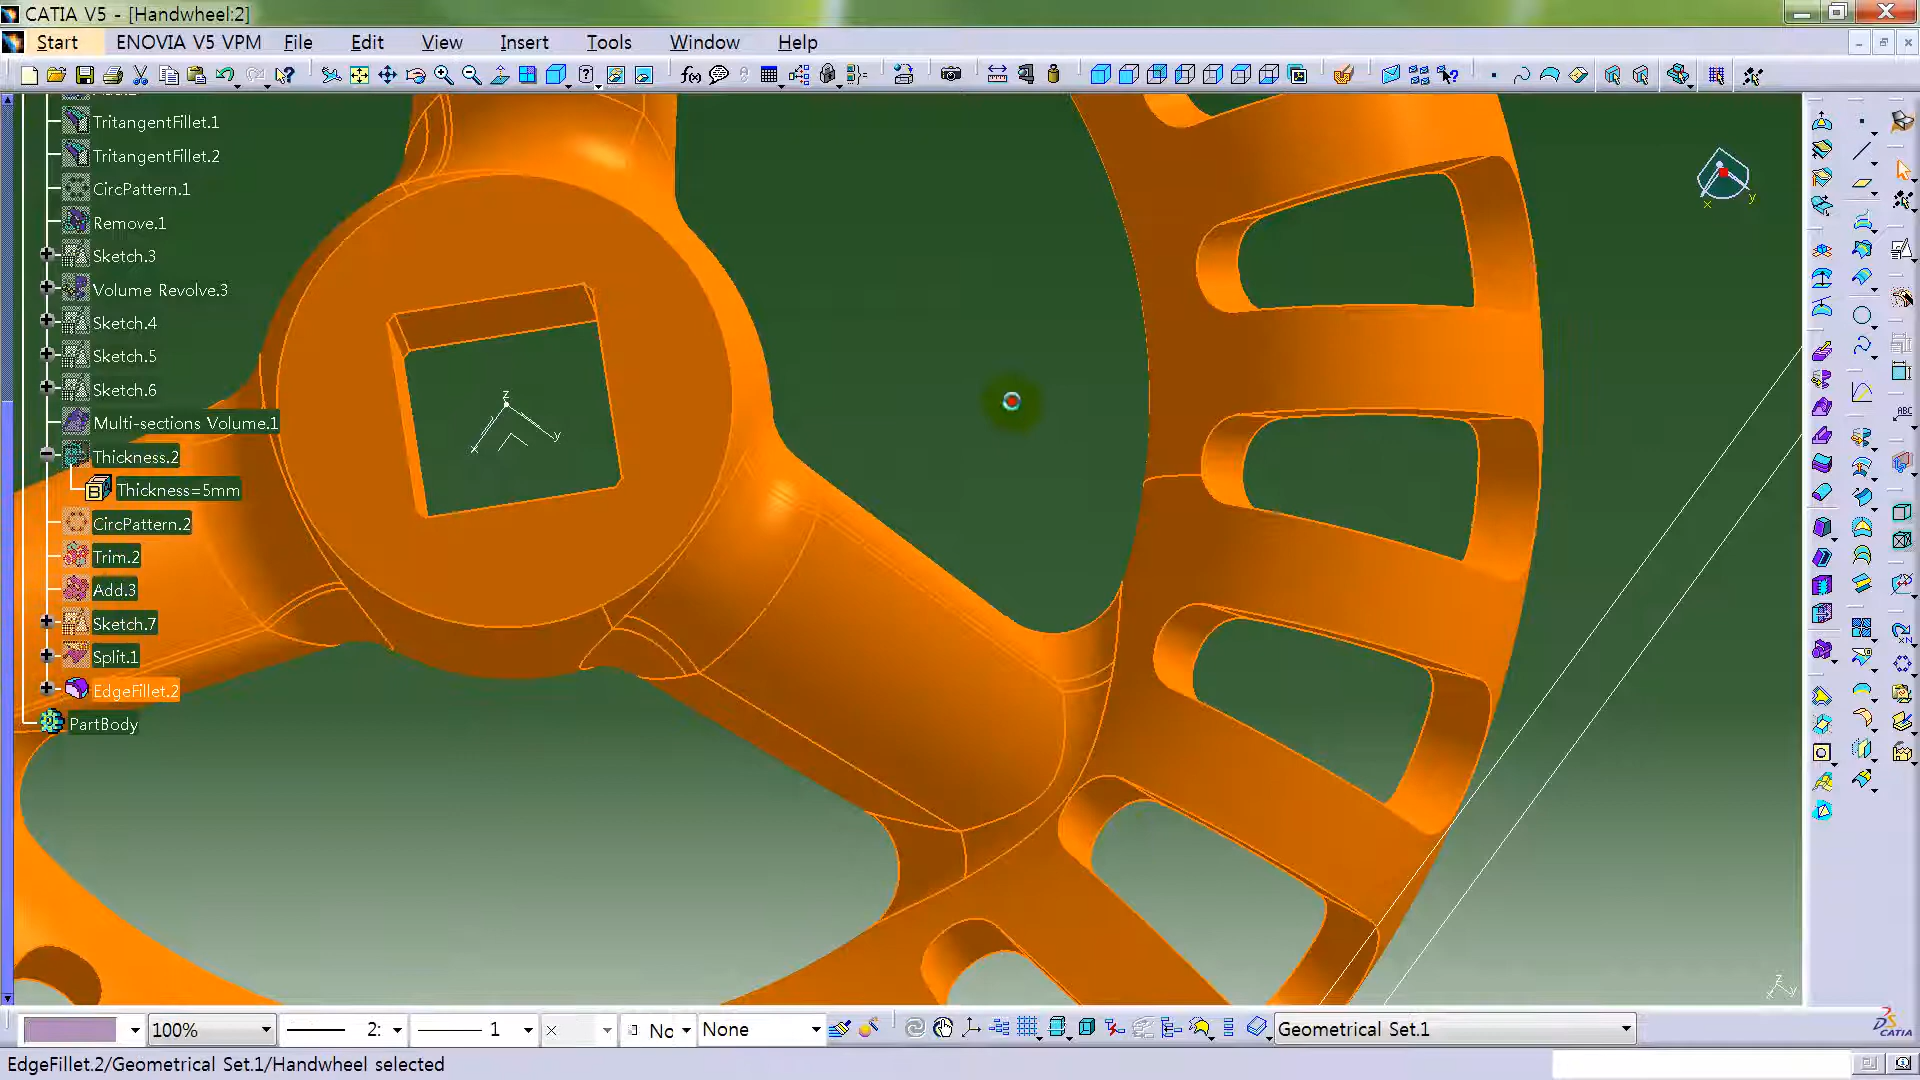 CATIA V5 - [Handwheel:2]
Start ENOVIA V5 VPM File Edit View Insert Tools Window Help
TritangentFillet.1
TritangentFillet.2
CircPattern.1
Remove.1
Sketch.3
Volume Revolve.3
Sketch.4
Sketch.5
Sketch.6
Multi-sections Volume.1
Thickness.2
Thickness=5mm
CircPattern.2
Trim.2
Add.3
Sketch.7
Split.1
EdgeFillet.2
PartBody
z
x y
x y
z
x y
100% 2: 1 Nc None Geometrical Set.1
CATIA
EdgeFillet.2/Geometrical Set.1/Handwheel selected